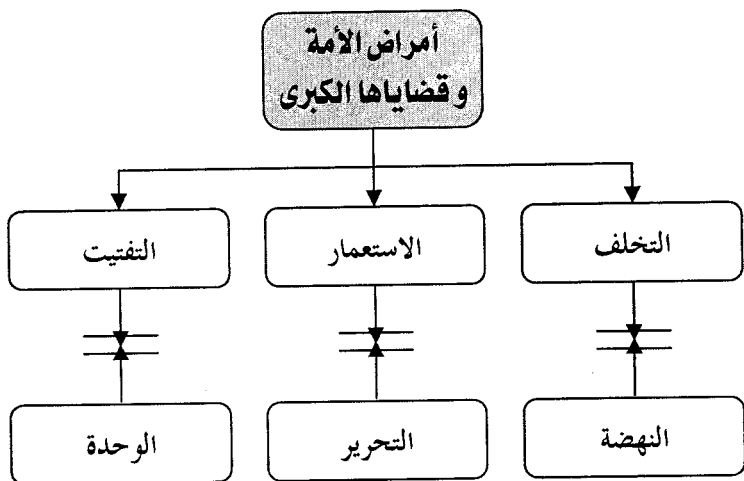 أمراض الأمة
وقضاياها الكبرى
التخلف
الاستعمار
التفتيت
النهضة
التحرير
الوحدة